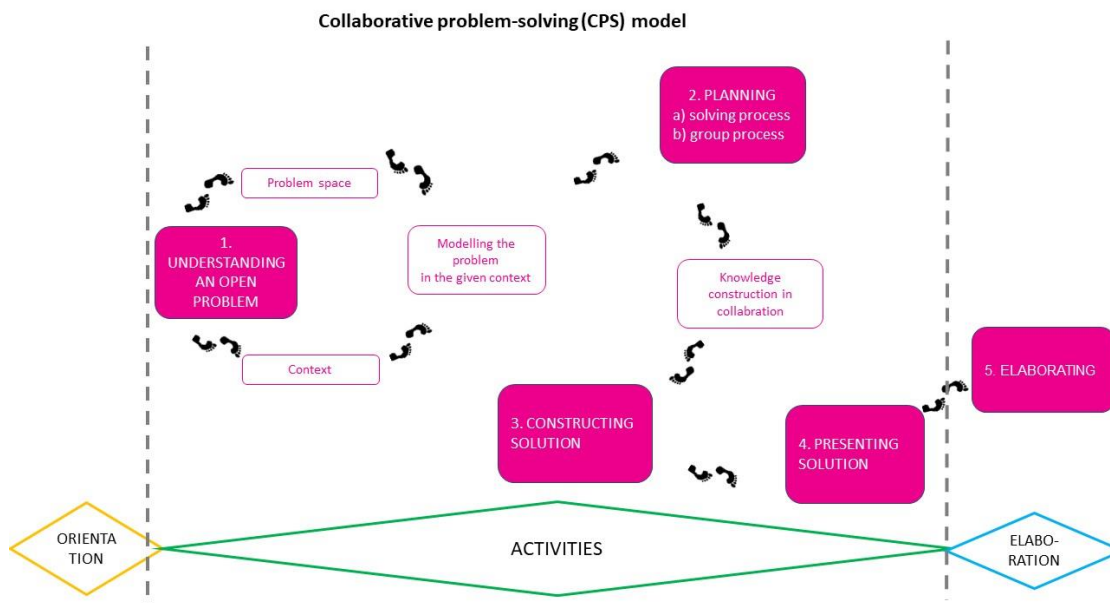 Collaborative problem-solving (CPS) model
2. PLANNING
a) solving process
b) group process
Problem space
1.
UNDERSTANDING
AN OPEN
PROBLEM
Modelling the
problem
in the given context
Knowledge
construction in
collabration
Context
5. ELABORATING
3. CONSTRUCTING
SOLUTION
4. PRESENTING
SOLUTION
ORIENTA
TION
ACTIVITIES
ELABO-
RATION